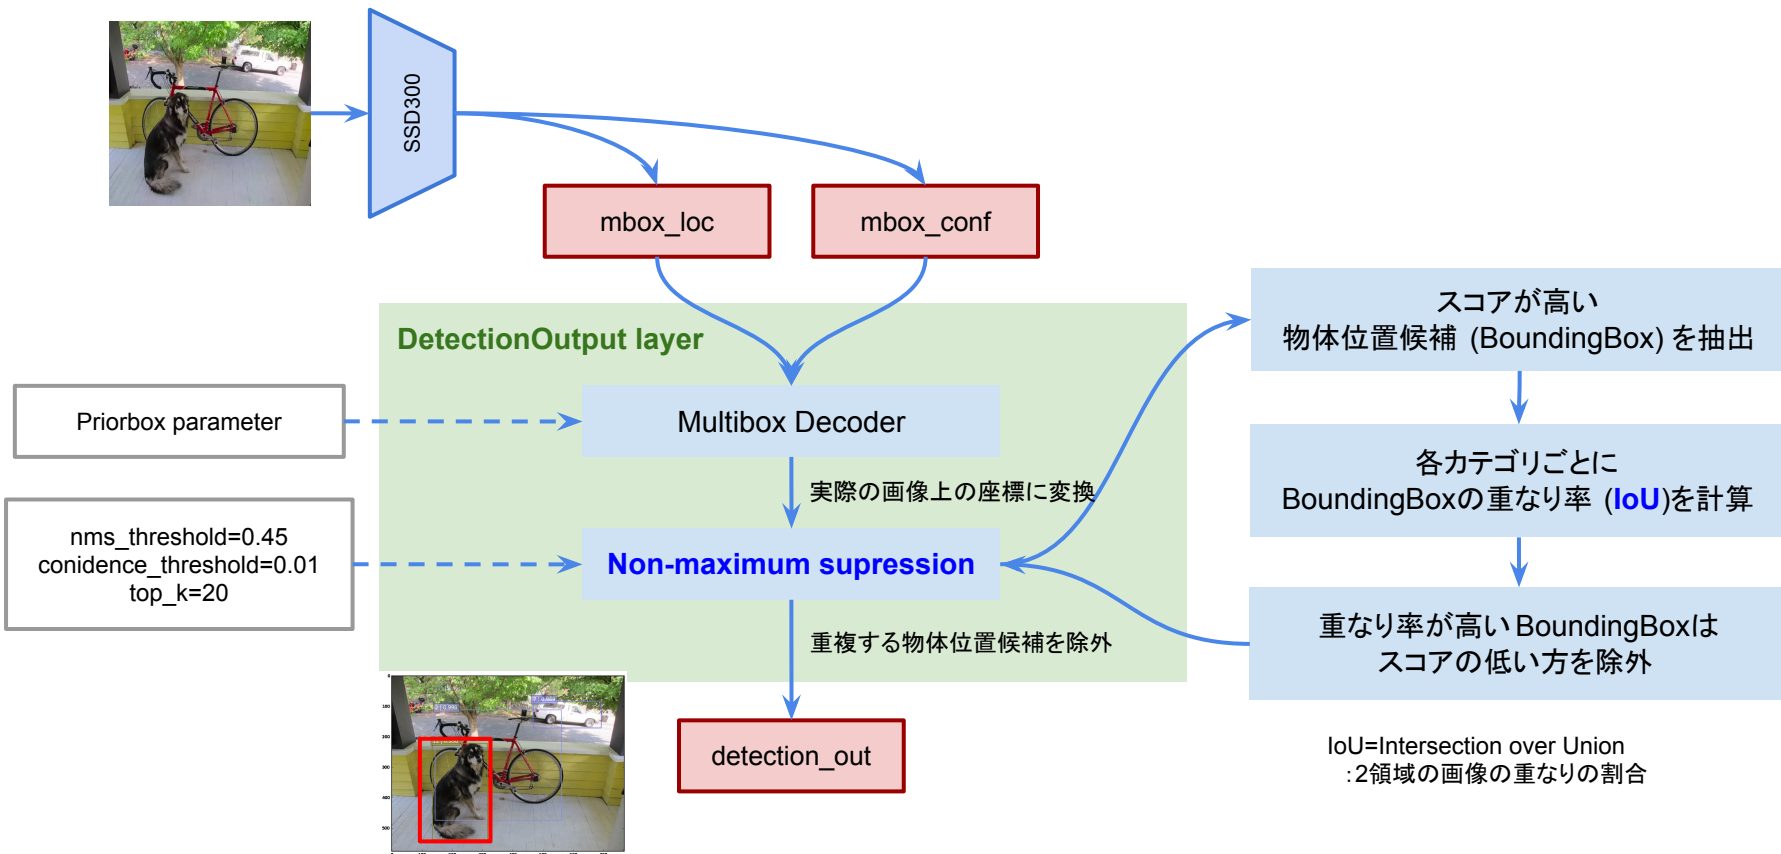 SSD300
mbox_loc
mbox_conf
DetectionOutput layer
Priorbox parameter
Multibox Decoder
実際の画像上の座標に変換
nms_threshold=0.45
conidence_threshold=0.01
top_k=20
Non-maximum supression
重複する物体位置候補を除外
detection_out
スコアが高い
物体位置候補 (BoundingBox) を抽出
各カテゴリごとに
BoundingBoxの重なり率 (IoU)を計算
重なり率が高い BoundingBoxは
スコアの低い方を除外
IoU=Intersection over Union
:2領域の画像の重なりの割合